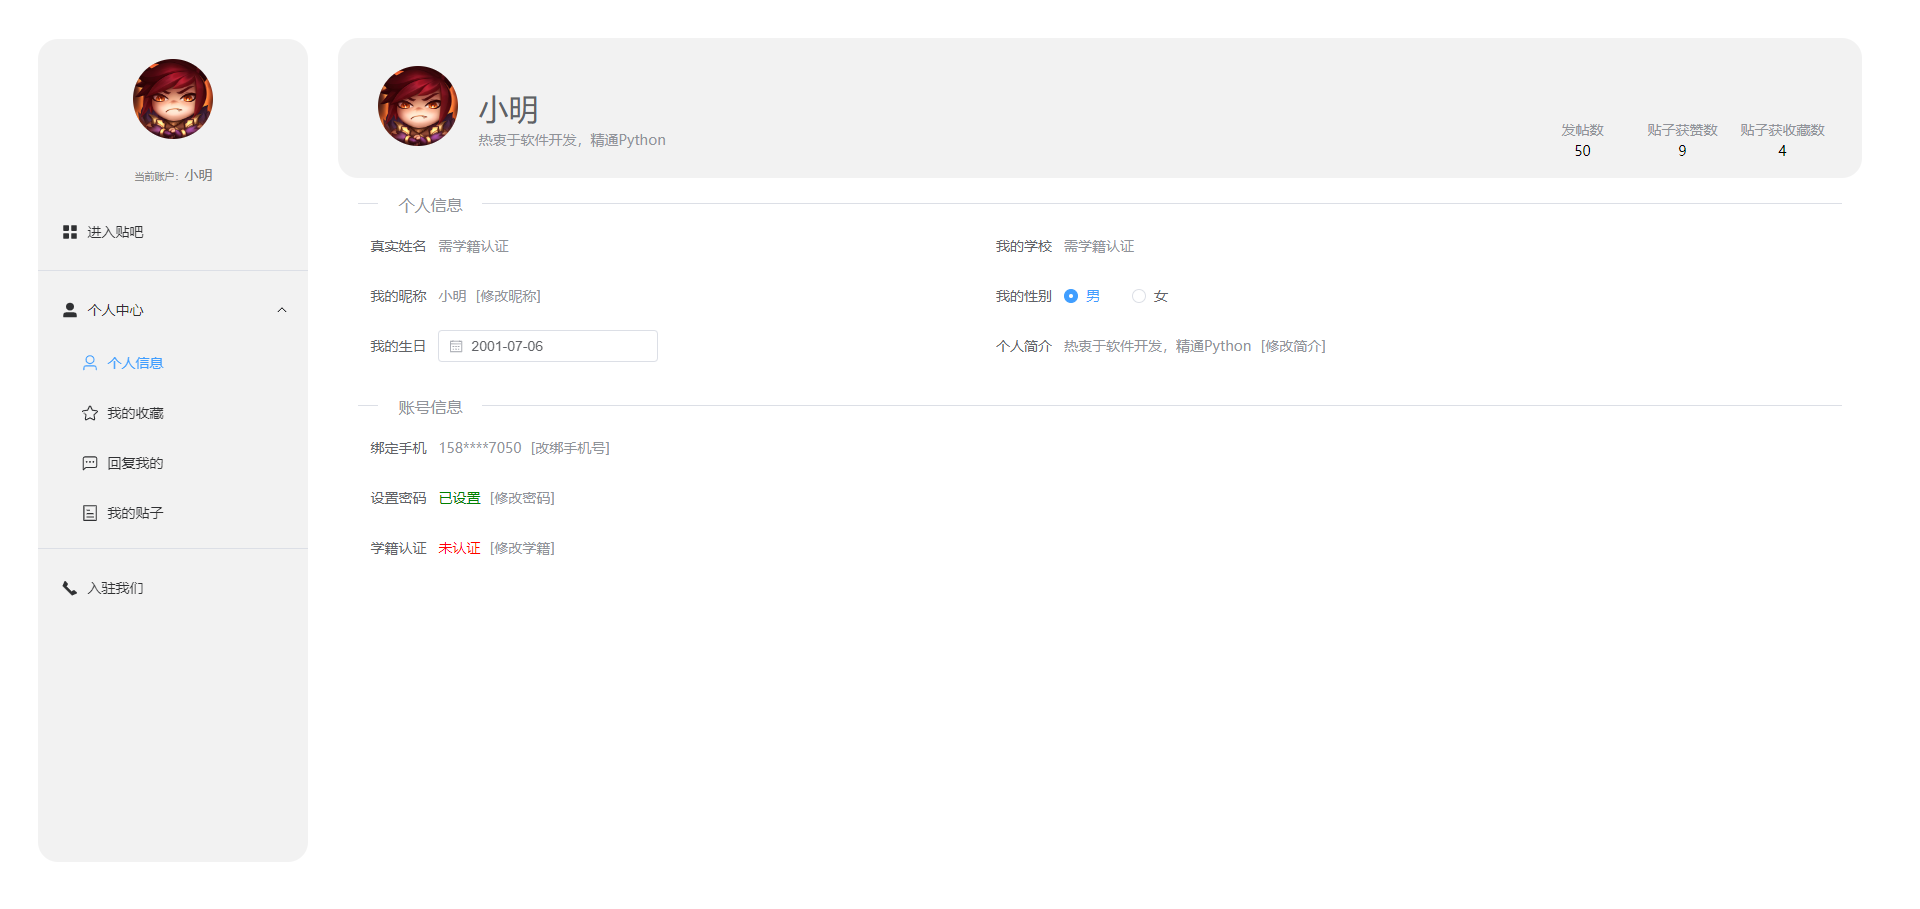 当前账户：小明
进入贴吧
个人中心
个人信息
我的收藏
回复我的
我的贴子
入驻我们
小明
热衷于软件开发，精通Python
发帖数 贴子获赞数 贴子获收藏数
50 9 4
个人信息
真实姓名 需学籍认证 我的学校 需学籍认证
我的昵称 小明 [修改昵称] 我的性别 男 女
我的生日 2001-07-06 个人简介 热衷于软件开发，精通Python [修改简介]
账号信息
绑定手机 158****7050 [改绑手机号]
设置密码 已设置 [修改密码]
学籍认证 未认证 [修改学籍]